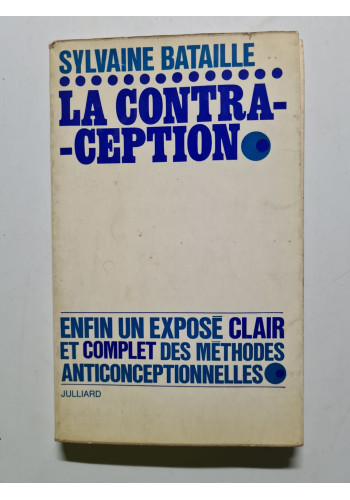 SYLVAINE BATAILLE
LA CONTRA-
-CEPTION
ENFIN UN EXPOSÉ CLAIR
ET COMPLET DES MÉTHODES
ANTICONCEPTIONNELLES
JULLIARD